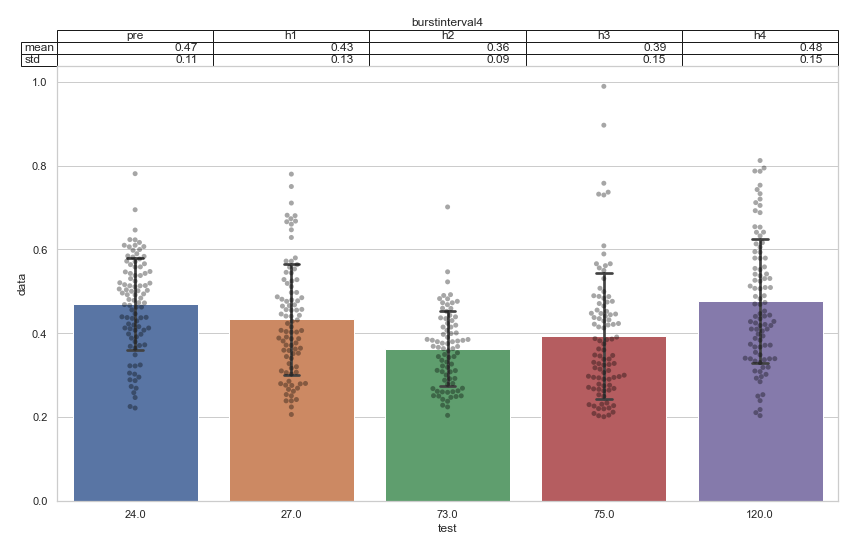 burstinterval4
pre h1 h2 h3 h4
mean 0.47 0.43 0.36 0.39 0.48
std 0.11 0.13 0.09 0.15 0.15
1.0
0.8
0.6
data
0.4
0.2
0.0
24.0 27.0 73.0 75.0 120.0
test